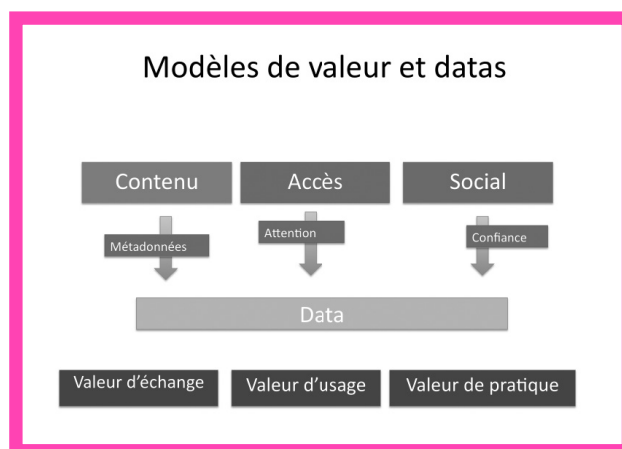 Modèles de valeur et datas
Contenu
Accès
Social
Métadonnées
Attention
Confiance
Data
Valeur d'échange
Valeur d'usage
Valeur de pratique